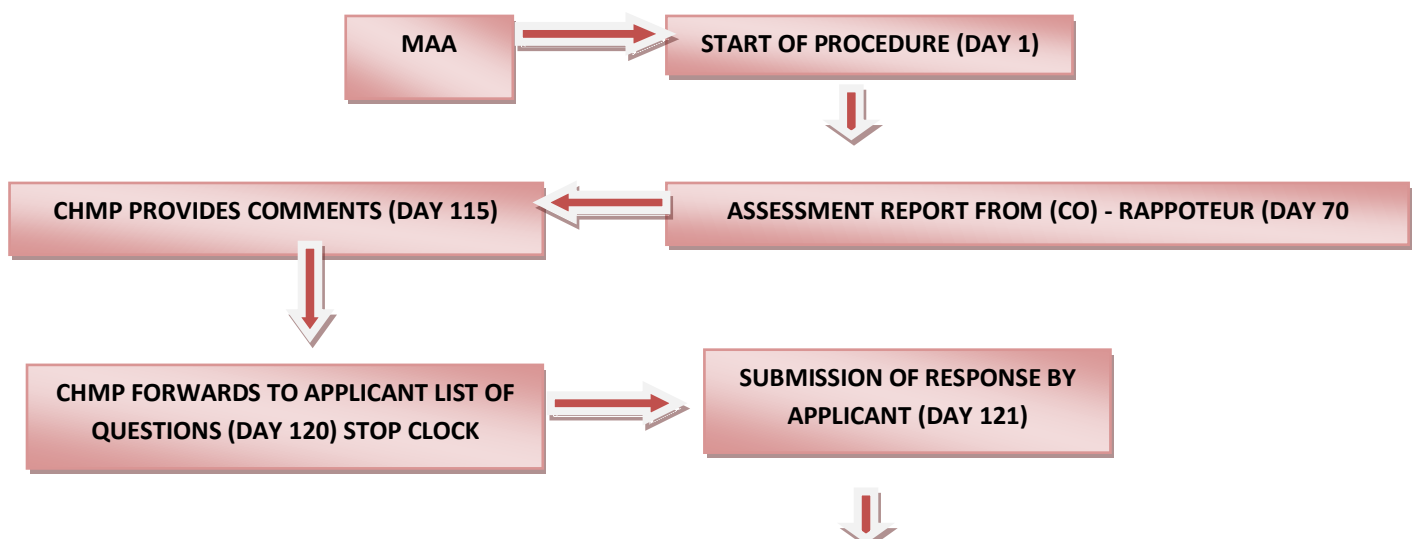 MAA
START OF PROCEDURE (DAY 1)
ASSESSMENT REPORT FROM (CO) - RAPPOTEUR (DAY 70
CHMP PROVIDES COMMENTS (DAY 115)
CHMP FORWARDS TO APPLICANT LIST OF
QUESTIONS (DAY 120) STOP CLOCK
SUBMISSION OF RESPONSE BY
APPLICANT (DAY 121)